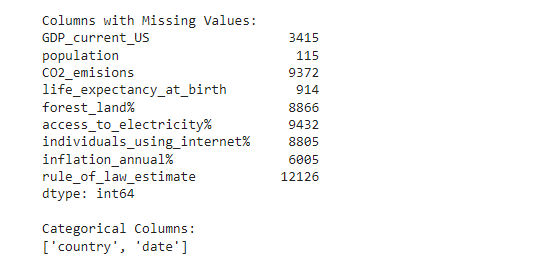 Columns with Missing Values:
GDP_current_US 3415
population 115
CO2_emisions 9372
life_expectancy_at_birth 914
forest_land% 8866
access_to_electricity% 9432
individuals_using_internet% 8805
inflation_annual% 6005
rule_of_law_estimate 12126
dtype: int64
Categorical Columns:
['country', 'date']